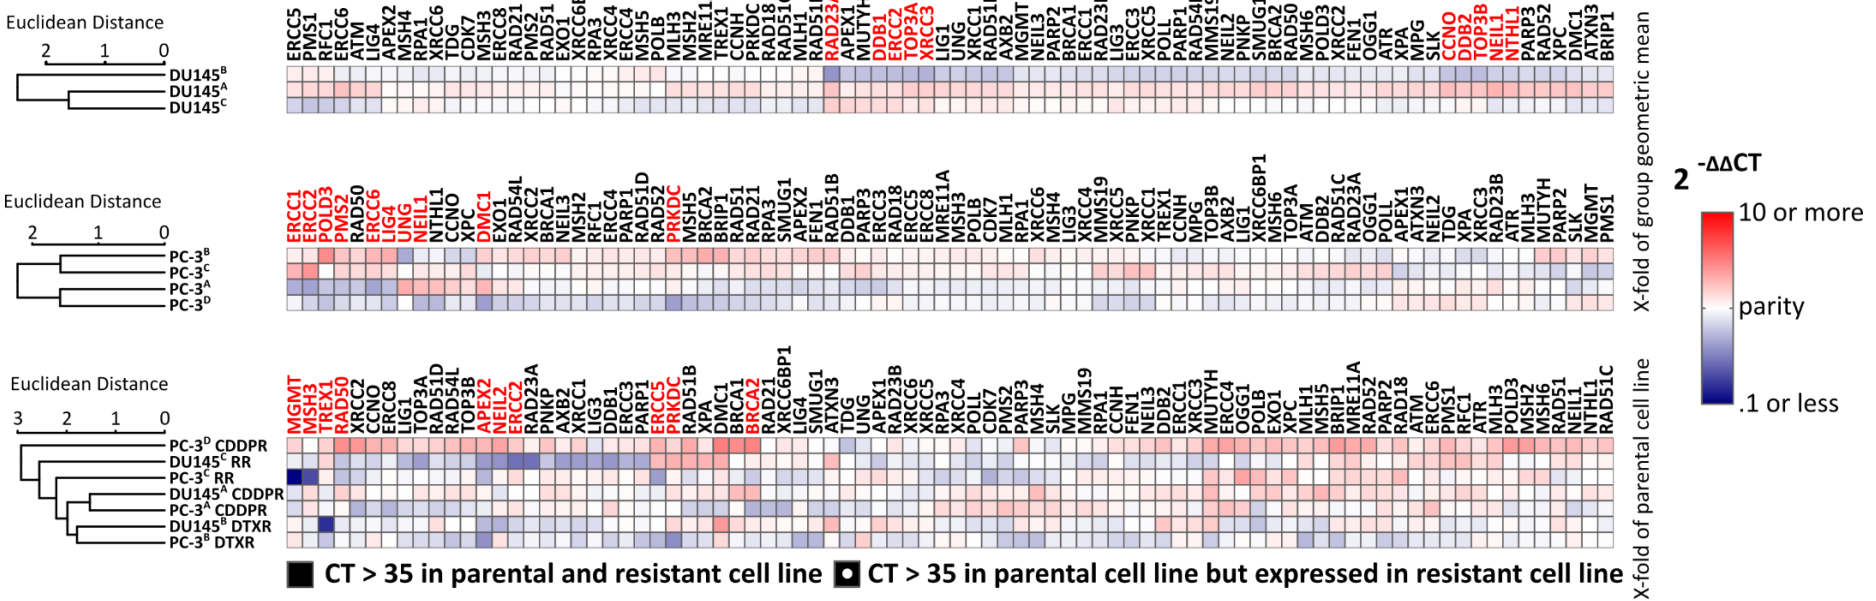 Euclidean Distance
2 1 0
ERCC5 PMS1 RFC1 ERCC6 ATM LIG4 APEX2 MSH4 RPA1 XRCC6 TDG CDK7 MSH3 ERCC8 RAD21 PMS2 RAD51 EXO1 RPA3 XRCC4 ERCC4 MSH5 POLB MLH3 MSH2 MRE11 TREX1 CCNH PRKDC RAD18 MLH1 APEX1 MUTYH DDB1 ERCC2 TOP3A XRCC3 LIG1 UNG XRCC1 AXB2 MGMT NEIL3 PARP2 BRCA1 ERCC1 LIG3 ERCC3 XRCC5 POLL PARP1 NEIL2 PNKP SMUG1 BRCA2 RAD50 MSH6 POLD3 XRCC2 FEN1 OGG1 ATR XPA MPG SLK CCNO DDB2 TOP3B NEIL1 NTHL1 PARP3 RAD52 XPC DMC1 ATXN3 BRIP1
DU145B
DU145A
DU145C
Euclidean Distance
2 1 0
ERCC1 ERCC2 POLD3 PMS2 RAD50 ERCC6 LIG4 UNG NEIL1 NTHL1 CCNO XPC DMC1 EXO1 RAD54L XRCC2 BRCA1 NEIL3 MSH2 RFC1 ERCC4 PARP1 RAD51D RAD52 PRKDC MSH5 BRCA2 BRIP1 RAD51 RAD21 RPA3 SMUG1 APEX2 FEN1 RAD51B DDB1 PARP3 ERCC3 RAD18 ERCC5 ERCC8 MRE11A MSH3 POLB CDK7 MLH1 RPA1 XRCC6 MSH4 LIG3 XRCC4 MMS19 XRCC5 PNKP XRCC1 TREX1 CCNH MPG TOP3B AXB2 LIG1 XRCC6BP1 MSH6 TOP3A ATM DDB2 RAD51C RAD23A OGG1 POLL APEX1 ATXN3 NEIL2 TDG XPA XRCC3 RAD23B ATR MLH3 MUTYH PARP2 SLK MGMT PMS1
PC-3B
PC-3C
PC-3A
PC-3D
Euclidean Distance
3 2 1 0
MGMT MSH3 TREX1 RAD50 XRCC2 CCNO ERCC8 LIG1 TOP3A RAD51D RAD54L TOP3B APEX2 NEIL2 ERCC2 RAD23A PNKP AXB2 XRCC1 LIG3 DDB1 ERCC3 PARP1 ERCC5 PRKDC RAD51B XPA DMC1 BRCA1 BRCA2 RAD21 XRCC6BP1 LIG4 SMUG1 ATXN3 TDG UNG APEX1 RAD23B XRCC6 XRCC5 RPA3 XRCC4 POLL CDK7 PMS2 PARP3 MSH4 SLK MPG MMS19 RPA1 CCNH FEN1 NEIL3 DDB2 ERCC1 XRCC3 MUTYH ERCC4 OGG1 POLB EXO1 XPC MLH1 MSH5 BRIP1 MRE11A RAD52 PARP2 RAD18 ATM ERCC6 PMS1 RFC1 ATR MLH3 POLD3 MSH2 MSH6 RAD51 NEIL1 NTHL1 RAD51C
PC-3D CDDPR
DU145C RR
PC-3C RR
DU145A CDDPR
PC-3A CDDPR
DU145B DTXR
PC-3B DTXR
CT > 35 in parental and resistant cell line
CT > 35 in parental cell line but expressed in resistant cell line
X-fold of group geometric mean
X-fold of parental cell line
2 -ΔΔCT
10 or more
parity
.1 or less